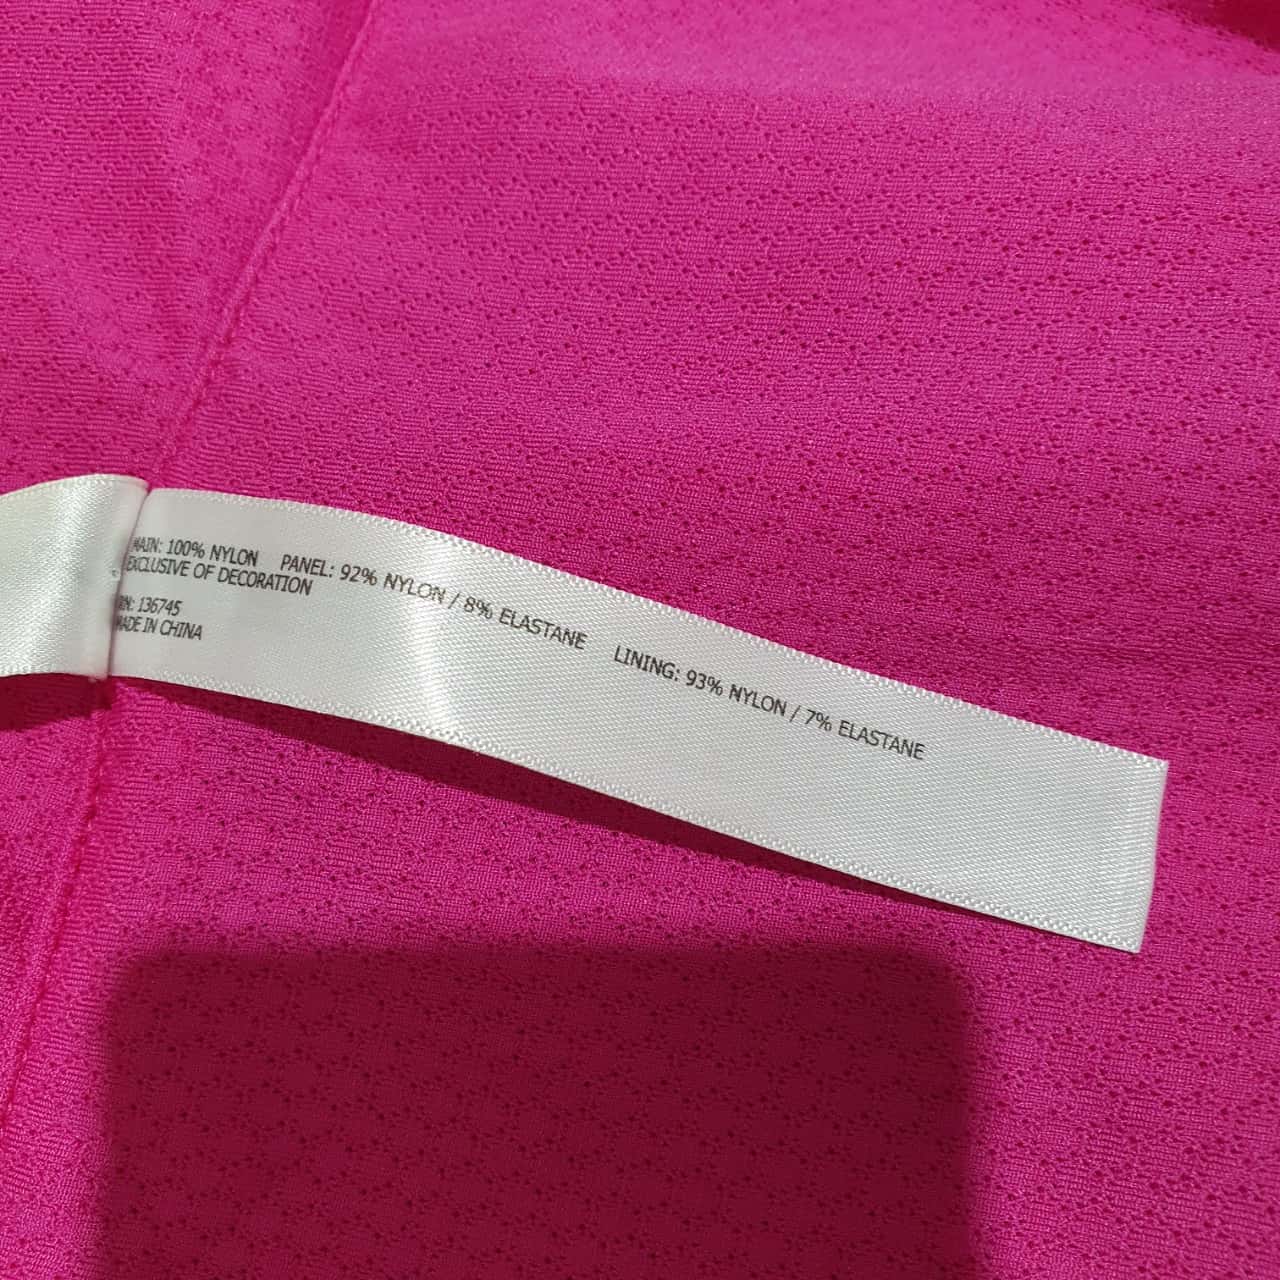 MAIN: 100% NYLON PANEL: 92% NYLON / 8% ELASTANE LINING: 93% NYLON / 7% ELASTANE
EXCLUSIVE OF DECORATION
RN: 136745
MADE IN CHINA